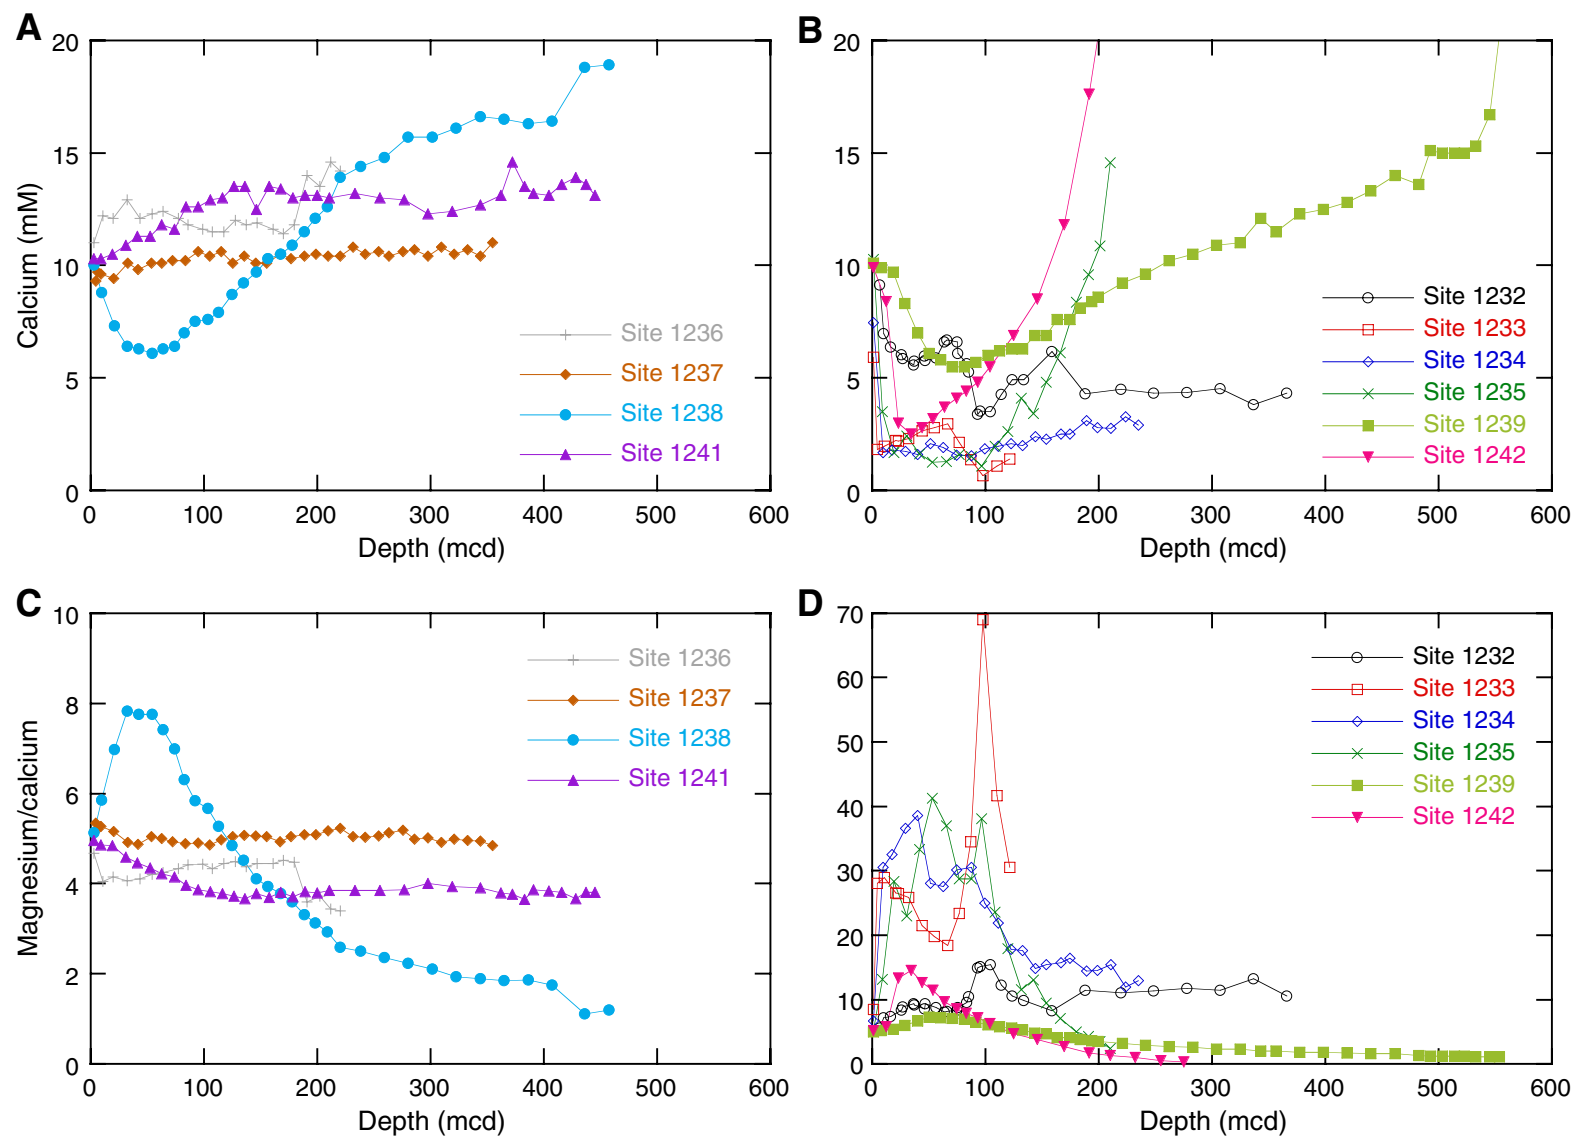 A
20
15
10
5
0
Calcium (mM)
Site 1236
Site 1237
Site 1238
Site 1241
0 100 200 300 400 500 600
Depth (mcd)
B
20
15
10
5
0
Site 1232
Site 1233
Site 1234
Site 1235
Site 1239
Site 1242
0 100 200 300 400 500 600
Depth (mcd)
C
10
8
6
4
2
0
Magnesium/calcium
Site 1236
Site 1237
Site 1238
Site 1241
0 100 200 300 400 500 600
Depth (mcd)
D
70
60
50
40
30
20
10
0
Site 1232
Site 1233
Site 1234
Site 1235
Site 1239
Site 1242
0 100 200 300 400 500 600
Depth (mcd)